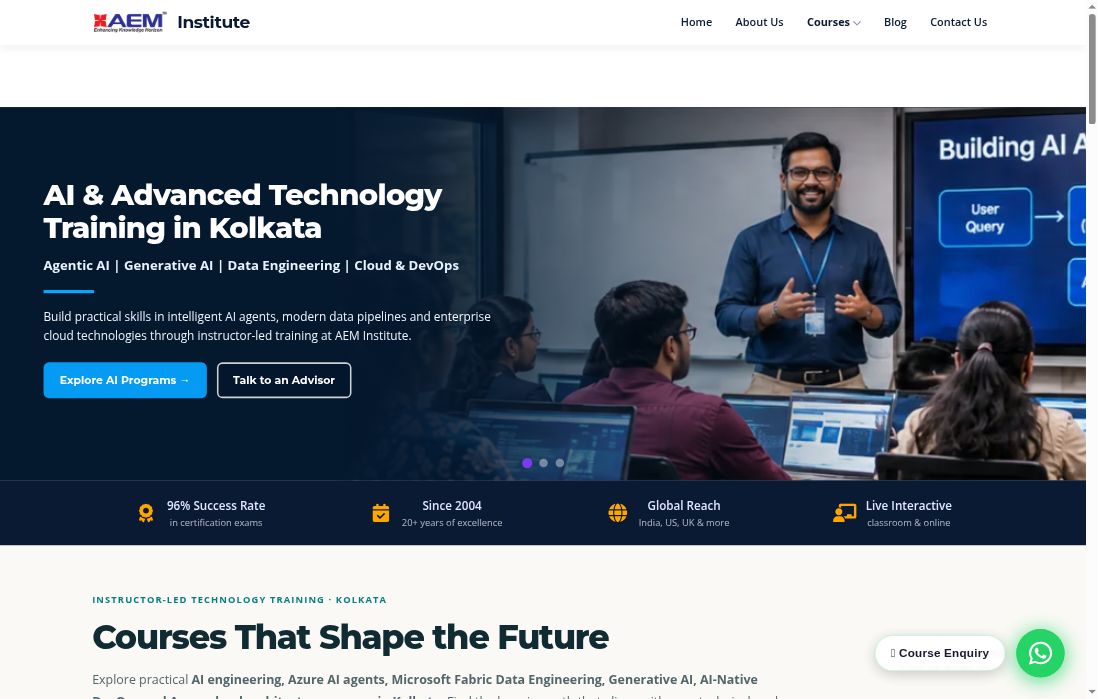 AEM
Enhancing Knowledge Horizon
Institute
Home
About Us
Courses
Blog
Contact Us
AI & Advanced Technology
Training in Kolkata
Agentic AI | Generative AI | Data Engineering | Cloud & DevOps
Build practical skills in intelligent AI agents, modern data pipelines and enterprise
cloud technologies through instructor-led training at AEM Institute.
Explore AI Programs →
Talk to an Advisor
Building AI A
User
Query
96% Success Rate
in certification exams
Since 2004
20+ years of excellence
Global Reach
India, US, UK & more
Live Interactive
classroom & online
INSTRUCTOR-LED TECHNOLOGY TRAINING · KOLKATA
Courses That Shape the Future
Explore practical AI engineering, Azure AI agents, Microsoft Fabric Data Engineering, Generative AI, AI-Native
Course Enquiry